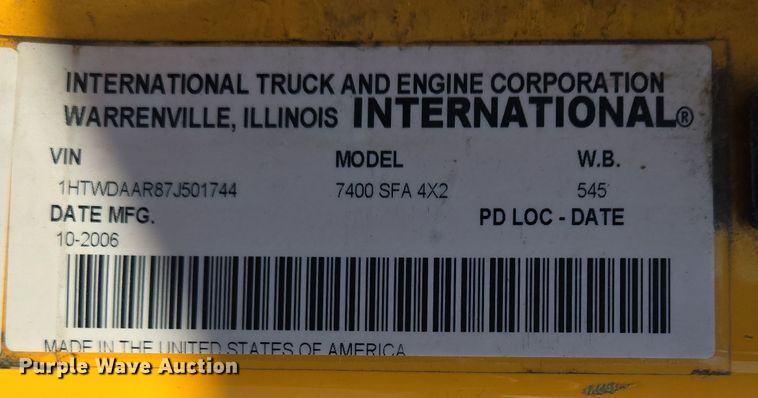 INTERNATIONAL TRUCK AND ENGINE CORPORATION
WARRENVILLE, ILLINOIS INTERNATIONAL®
VIN MODEL W.B.
1HTWDAAR87J501744 7400 SFA 4X2 545
DATE MFG. PD LOC - DATE
10-2006
MADE IN THE UNITED STATES OF AMERICA
Purple Wave Auction